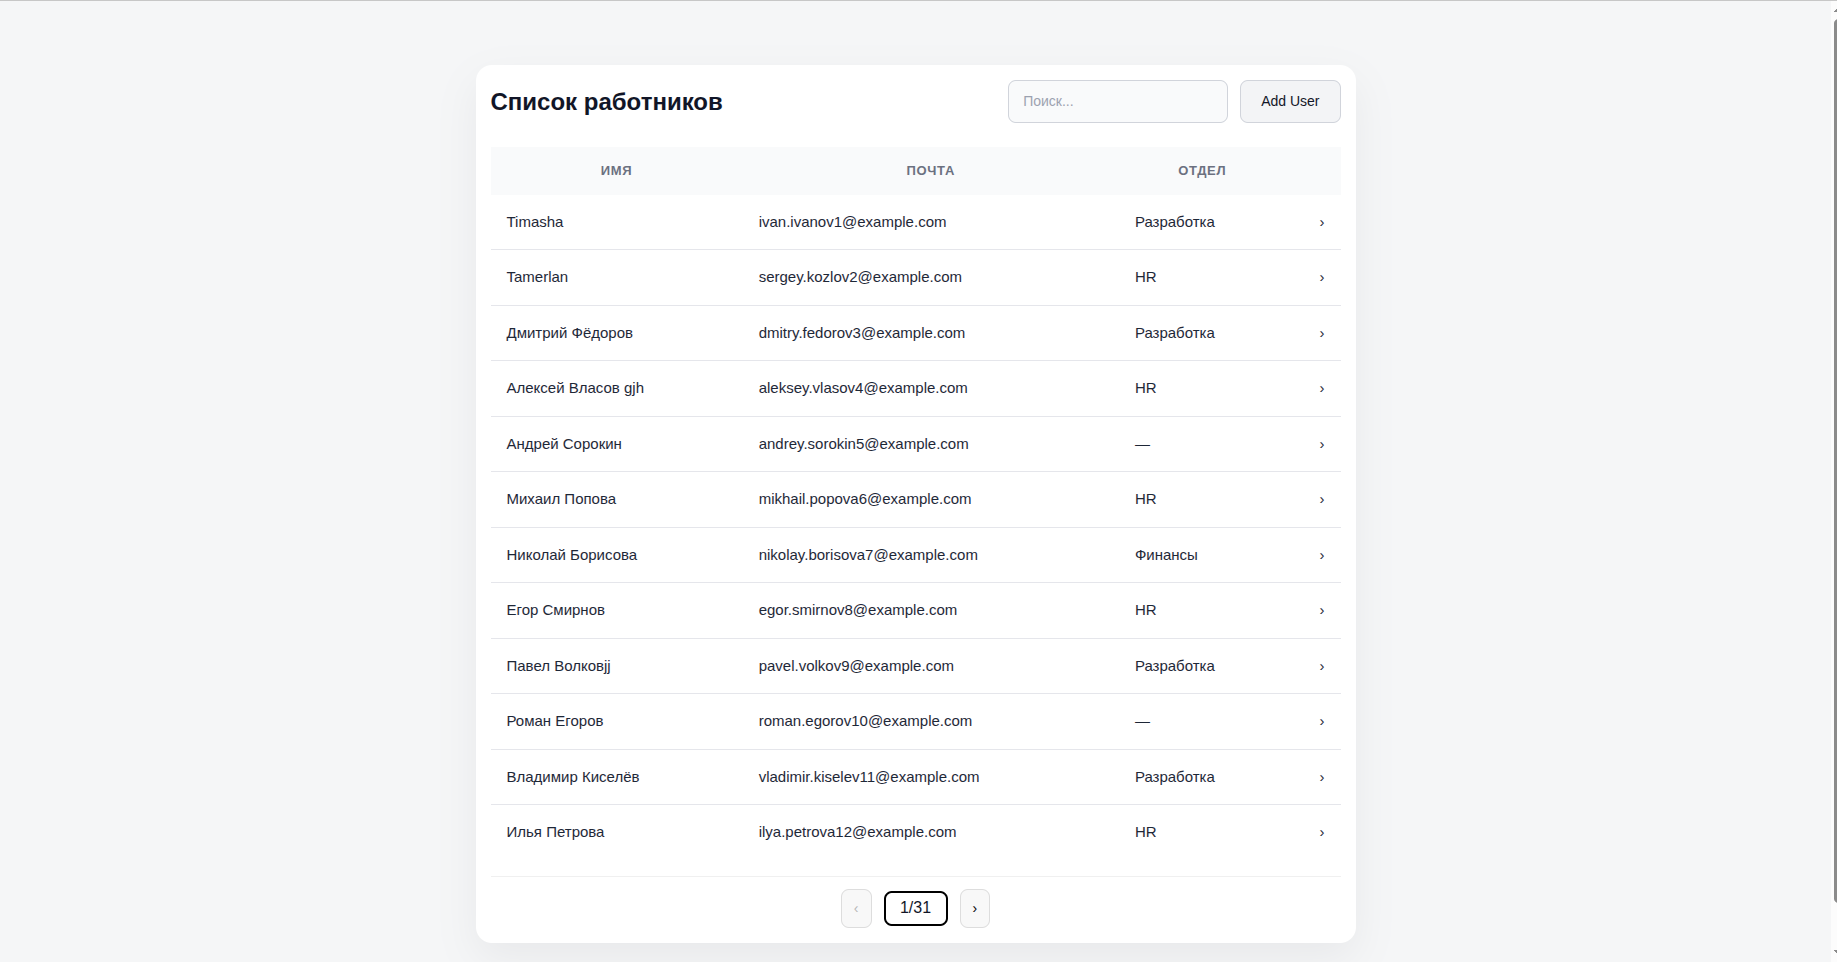 Список работников Поиск... Add User
ИМЯ ПОЧТА ОТДЕЛ
Timasha ivan.ivanov1@example.com Разработка ›
Tamerlan sergey.kozlov2@example.com HR ›
Дмитрий Фёдоров dmitry.fedorov3@example.com Разработка ›
Алексей Власов gjh aleksey.vlasov4@example.com HR ›
Андрей Сорокин andrey.sorokin5@example.com — ›
Михаил Попова mikhail.popova6@example.com HR ›
Николай Борисова nikolay.borisova7@example.com Финансы ›
Егор Смирнов egor.smirnov8@example.com HR ›
Павел Волковjj pavel.volkov9@example.com Разработка ›
Роман Егоров roman.egorov10@example.com — ›
Владимир Киселёв vladimir.kiselev11@example.com Разработка ›
Илья Петрова ilya.petrova12@example.com HR ›
‹ 1/31 ›